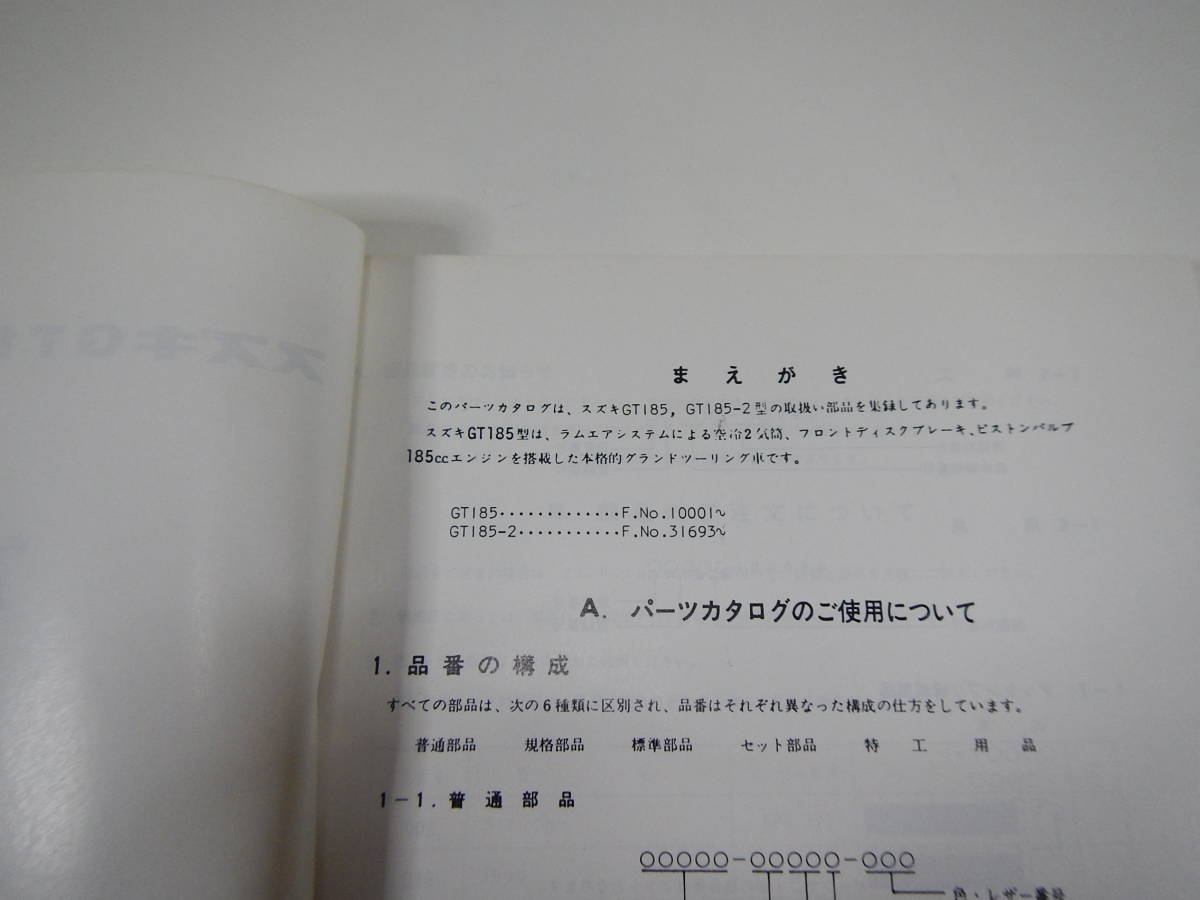 まえがき
このパーツカタログは、スズキGT185, GT185-2型の取扱い部品を集録してあります。
スズキGT185型は、ラムエアシステムによる空冷2気筒、フロントディスクブレーキ、ピストンバルブ
185ccエンジンを搭載した本格的グランドツーリング車です。
GT185・・・・・・・・・・・・・F.No.10001~
GT185-2・・・・・・・・・・・F.No.31693~
A. パーツカタログのご使用について
1. 品番の構成
すべての部品は、次の6種類に区別され、品番はそれぞれ異なった構成の仕方をしています。
普通部品 規格部品 標準部品 セット部品 特工用品
1-1. 普通部品
○○○○○-○○○○○-○○○
色・レザー番号